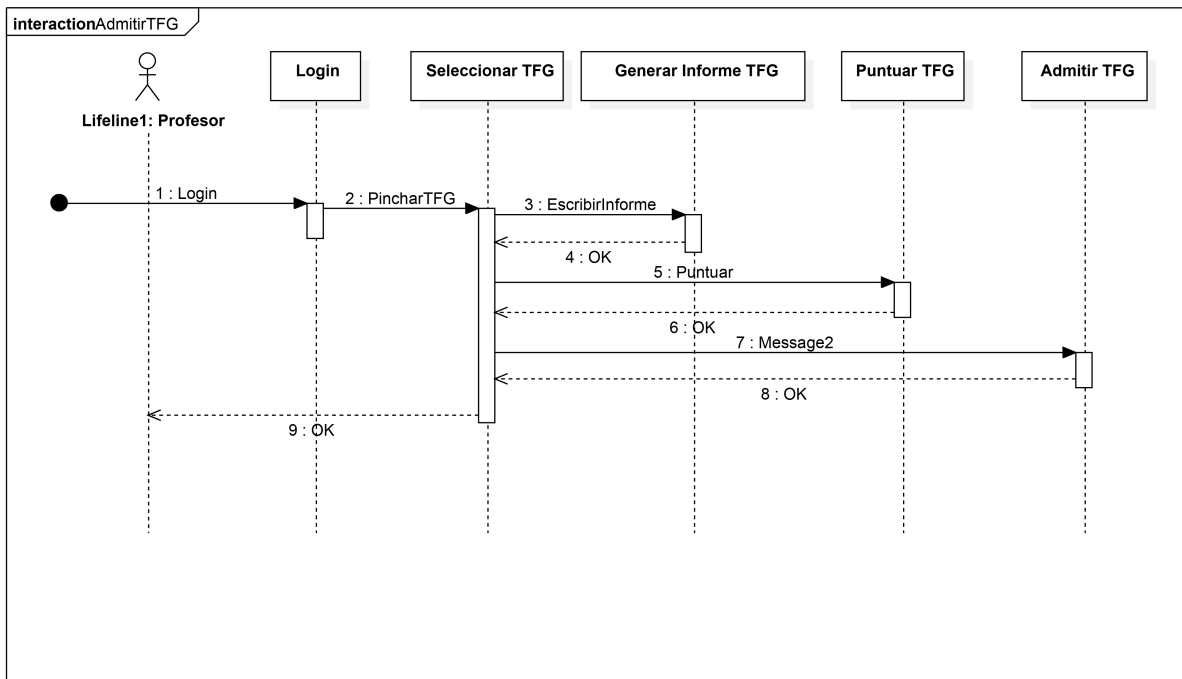 interactionAdmitirTFG
Login
Seleccionar TFG
Generar Informe TFG
Puntuar TFG
Admitir TFG
Lifeline1: Profesor
1 : Login
2 : PincharTFG
3 : EscribirInforme
4 : OK
5 : Puntuar
6 : OK
7 : Message2
8 : OK
9 : OK